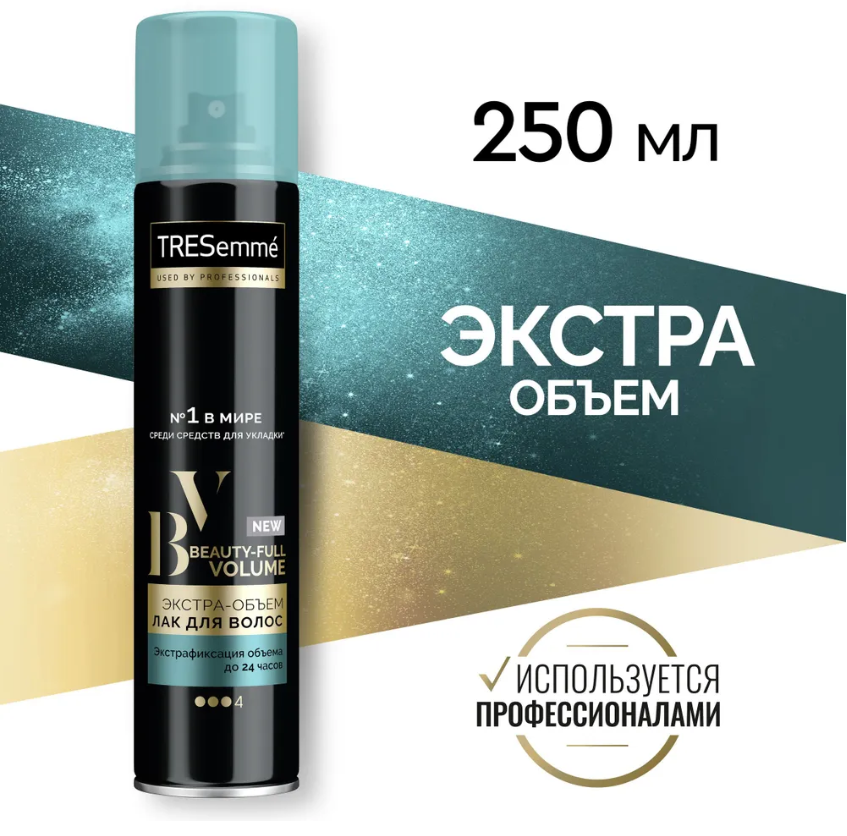 250 мл
TRESemmé
USED BY PROFESSIONALS
ЭКСТРА
ОБЪЕМ
№1 В МИРЕ
СРЕДИ СРЕДСТВ ДЛЯ УКЛАДКИ*
BV
NEW
BEAUTY-FULL
VOLUME
ЭКСТРА-ОБЪЕМ
ЛАК ДЛЯ ВОЛОС
Экстрафиксация объема
до 24 часов
4
ИСПОЛЬЗУЕТСЯ
ПРОФЕССИОНАЛАМИ